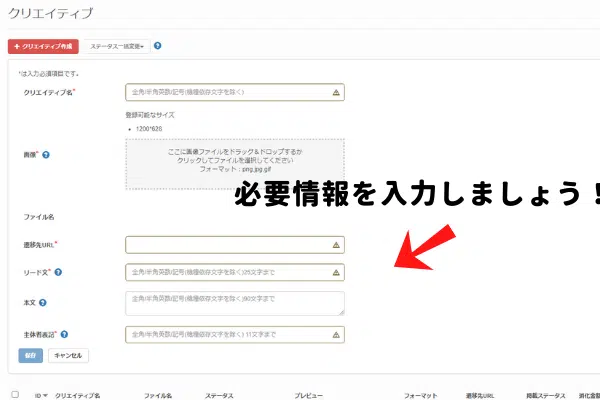 クリエイティブ
+ クリエイティブ作成
ステータス一括変更
*は入力必須項目です。
クリエイティブ名*
全角/半角英数/記号(機種依存文字を除く)
登録可能なサイズ
• 1200*628
画像*
ここに画像ファイルをドラッグ＆ドロップするか
クリックしてファイルを選択してください
フォーマット：png,jpg,gif
必要情報を入力しましょう！
ファイル名
遷移先URL*
リード文*
全角/半角英数/記号(機種依存文字を除く)25文字まで
本文
全角/半角英数/記号(機種依存文字を除く)90文字まで
主体者表記*
全角/半角英数/記号(機種依存文字を除く) 11文字まで
保存 キャンセル
ID クリエイティブ名 ファイル名 ステータス プレビュー フォーマット 遷移先URL 掲載ステータス 消化金額